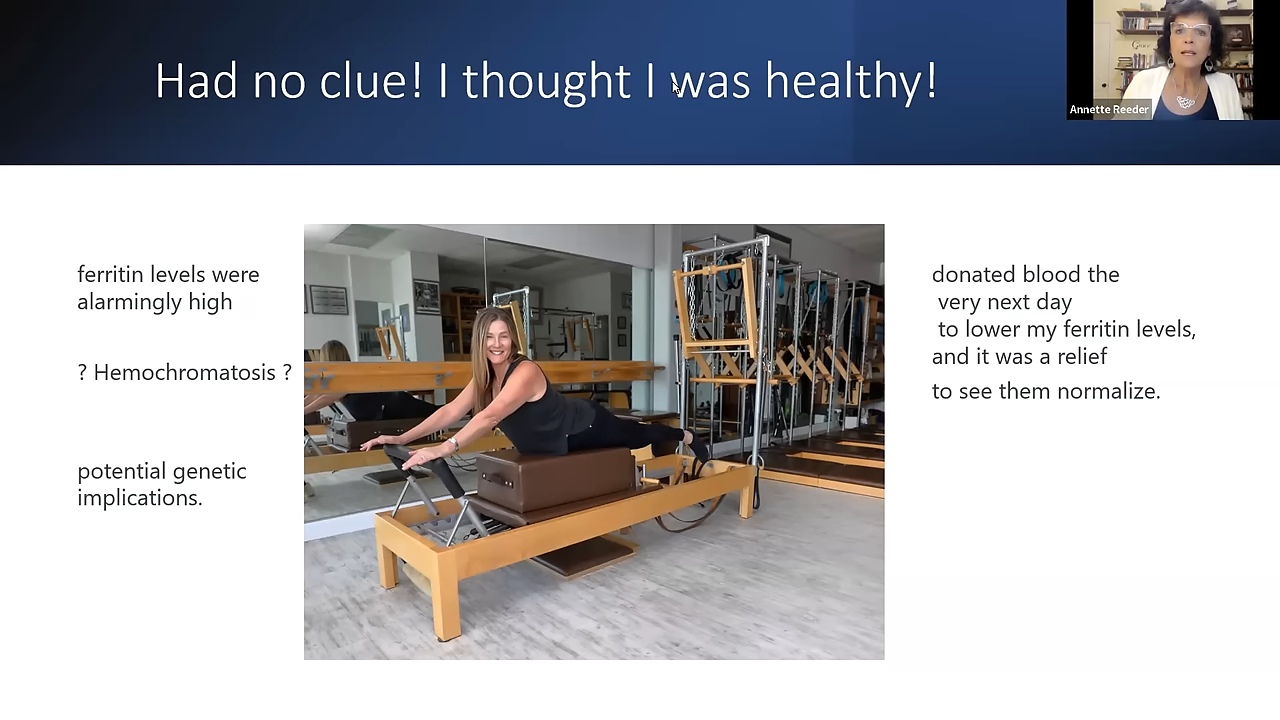 Had no clue! I thought I was healthy!
Annette Reeder
ferritin levels were
alarmingly high
? Hemochromatosis ?
potential genetic
implications.
donated blood the
very next day
to lower my ferritin levels,
and it was a relief
to see them normalize.